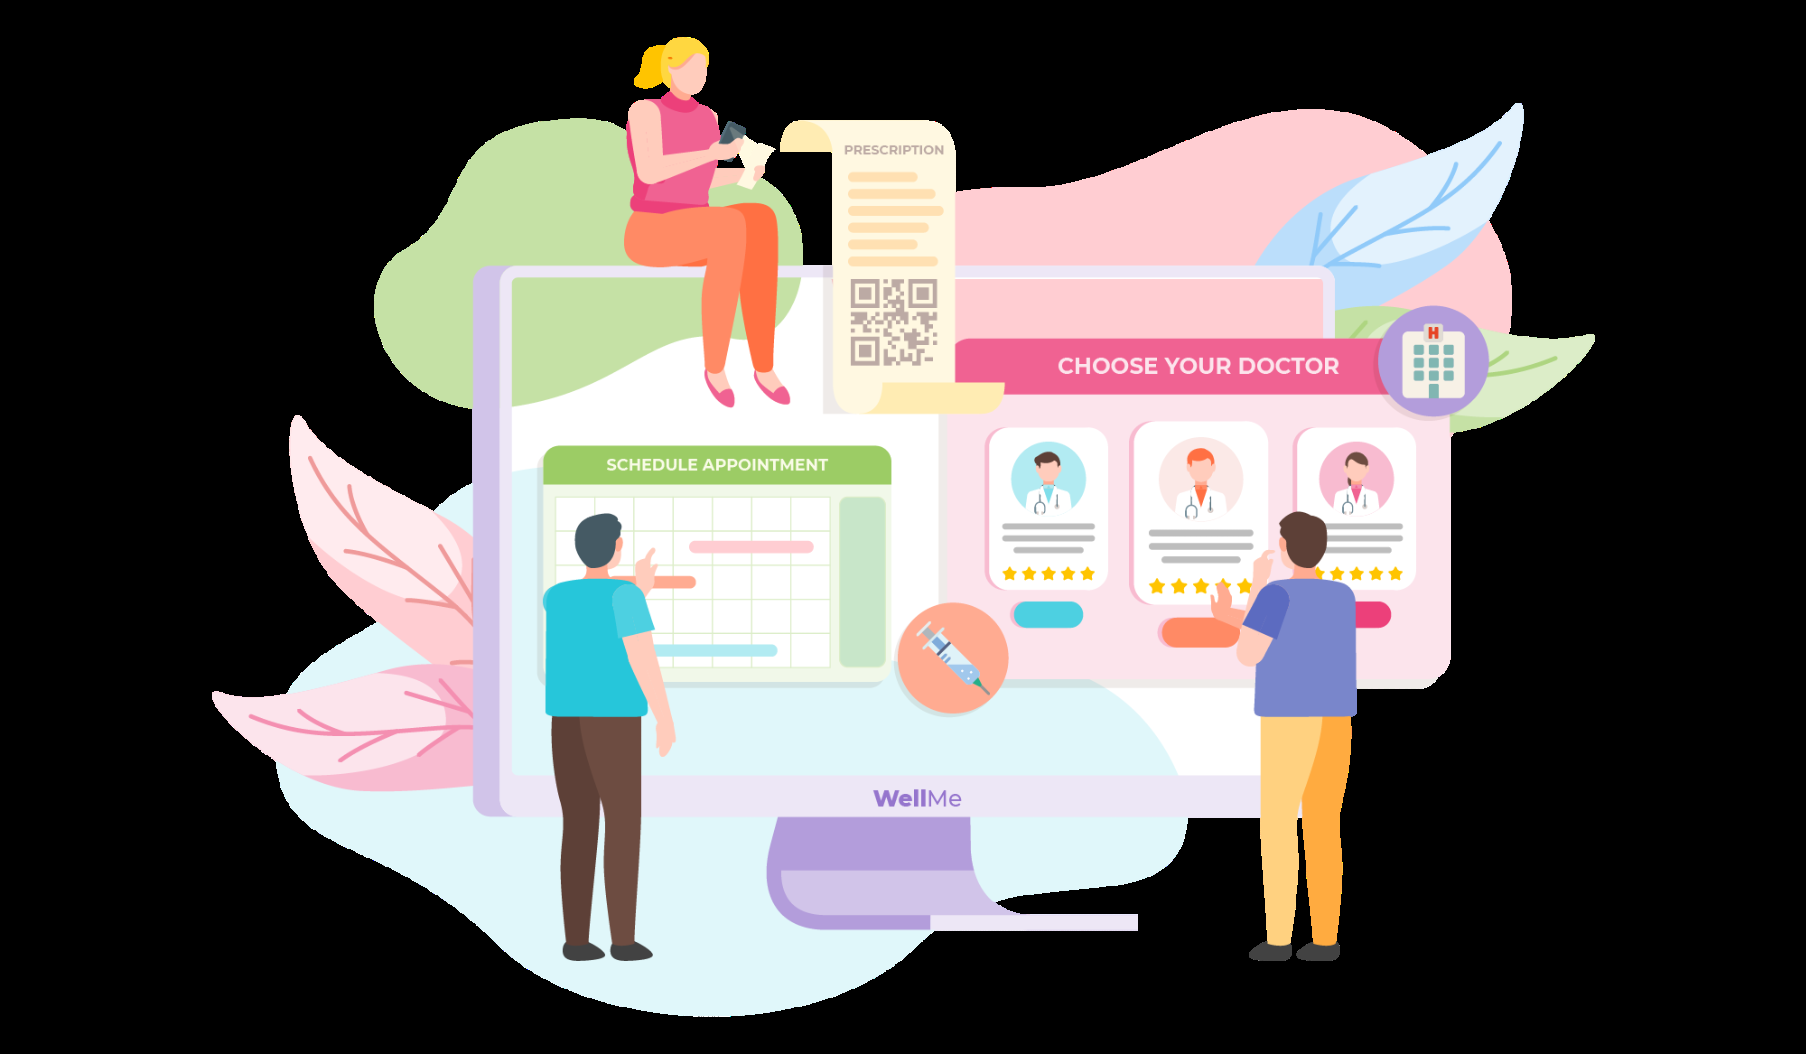 PRESCRIPTION
CHOOSE YOUR DOCTOR
H
SCHEDULE APPOINTMENT
WellMe